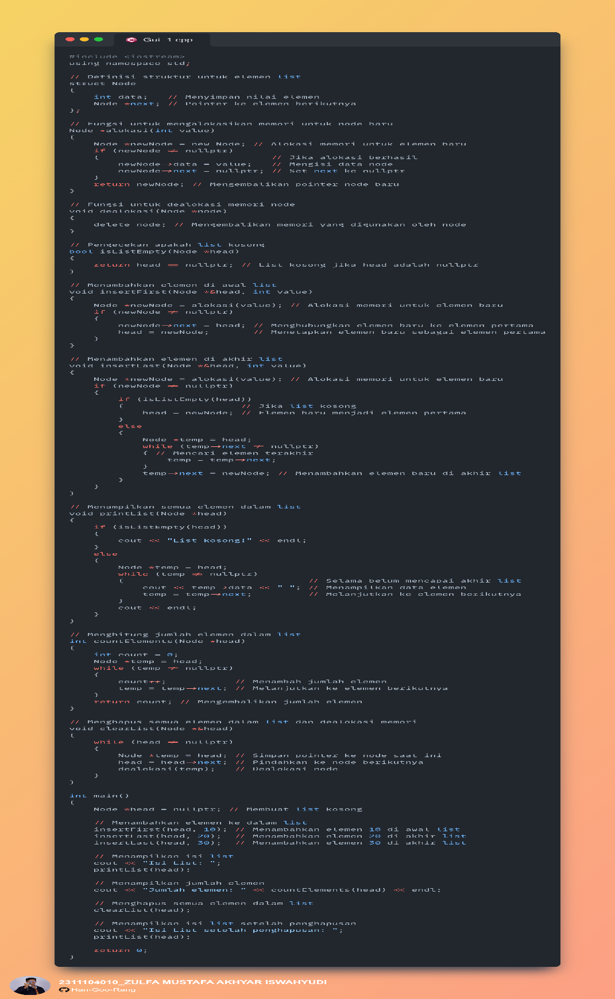 Gui 1 cpp
#include <iostream>
using namespace std;
// Definisi struktur untuk elemen list
struct Node
{
    int data;   // Menyimpan nilai elemen
    Node *next; // Pointer ke elemen berikutnya
};
// Fungsi untuk mengalokasikan memori untuk node baru
Node *alokasi(int value)
{
    Node *newNode = new Node; // Alokasi memori untuk elemen baru
    if (newNode != nullptr)
    {                            // Jika alokasi berhasil
        newNode->data = value;   // Mengisi data node
        newNode->next = nullptr; // Set next ke nullptr
    }
    return newNode; // Mengembalikan pointer node baru
}
// Fungsi untuk dealokasi memori node
void dealokasi(Node *node)
{
    delete node; // Mengembalikan memori yang digunakan oleh node
}
// Pengecekan apakah list kosong
bool isListEmpty(Node *head)
{
    return head == nullptr; // List kosong jika head adalah nullptr
}
// Menambahkan elemen di awal list
void insertFirst(Node *&head, int value)
{
    Node *newNode = alokasi(value); // Alokasi memori untuk elemen baru
    if (newNode != nullptr)
    {
        newNode->next = head; // Menghubungkan elemen baru ke elemen pertama
        head = newNode;       // Menetapkan elemen baru sebagai elemen pertama
    }
}
// Menambahkan elemen di akhir list
void insertLast(Node *&head, int value)
{
    Node *newNode = alokasi(value); // Alokasi memori untuk elemen baru
    if (newNode != nullptr)
    {
        if (isListEmpty(head))
        {                   // Jika list kosong
            head = newNode; // Elemen baru menjadi elemen pertama
        }
        else
        {
            Node *temp = head;
            while (temp->next != nullptr)
            { // Mencari elemen terakhir
                temp = temp->next;
            }
            temp->next = newNode; // Menambahkan elemen baru di akhir list
        }
    }
}
// Menampilkan semua elemen dalam list
void printList(Node *head)
{
    if (isListEmpty(head))
    {
        cout << "List kosong!" << endl;
    }
    else
    {
        Node *temp = head;
        while (temp != nullptr)
        {                              // Selama belum mencapai akhir list
            cout << temp->data << " "; // Menampilkan data elemen
            temp = temp->next;         // Melanjutkan ke elemen berikutnya
        }
        cout << endl;
    }
}
// Menghitung jumlah elemen dalam list
int countElements(Node *head)
{
    int count = 0;
    Node *temp = head;
    while (temp != nullptr)
    {
        count++;           // Menambah jumlah elemen
        temp = temp->next; // Melanjutkan ke elemen berikutnya
    }
    return count; // Mengembalikan jumlah elemen
}
// Menghapus semua elemen dalam list dan dealokasi memori
void clearList(Node *&head)
{
    while (head != nullptr)
    {
        Node *temp = head; // Simpan pointer ke node saat ini
        head = head->next; // Pindahkan ke node berikutnya
        dealokasi(temp);   // Dealokasi node
    }
}
int main()
{
    Node *head = nullptr; // Membuat list kosong
    // Menambahkan elemen ke dalam list
    insertFirst(head, 10); // Menambahkan elemen 10 di awal list
    insertLast(head, 20);  // Menambahkan elemen 20 di akhir list
    insertLast(head, 30);  // Menambahkan elemen 30 di akhir list
    // Menampilkan isi list
    cout << "Isi List: ";
    printList(head);
    // Menampilkan jumlah elemen
    cout << "Jumlah elemen: " << countElements(head) << endl;
    // Menghapus semua elemen dalam list
    clearList(head);
    // Menampilkan isi list setelah penghapusan
    cout << "Isi List setelah penghapusan: ";
    printList(head);
    return 0;
}
2311104010_ZULFA MUSTAFA AKHYAR ISWAHYUDI
Han-Goo-Rang